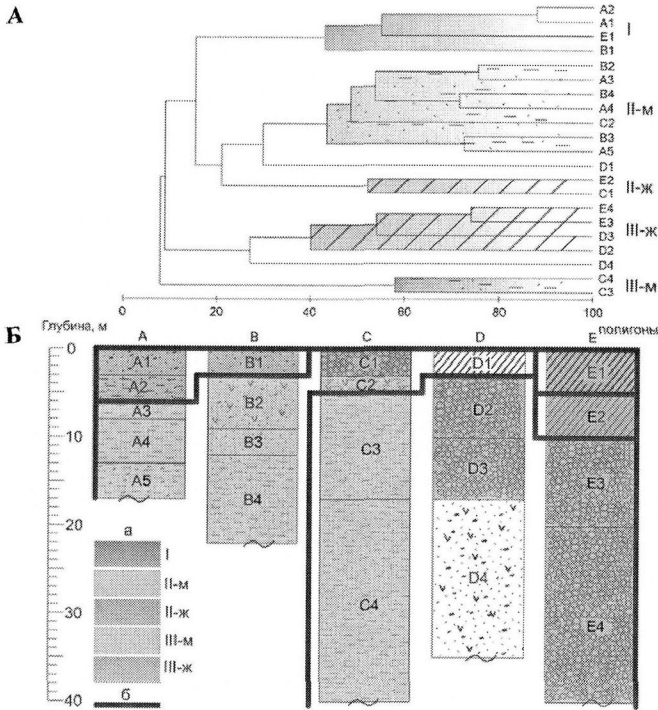 А
A2
A1
E1
B1
I
B2
A3
B4
A4
C2
B3
A5
II-м
D1
E2
C1
II-ж
E4
E3
D3
D2
III-ж
D4
C4
C3
III-м
0 20 40 60 80 100
Б
Глубина, м
A B C D E
полигоны
0
10
20
30
40
A1
A2
A3
A4
A5
B1
B2
B3
B4
C1
C2
C3
C4
D1
D2
D3
D4
E1
E2
E3
E4
а
I
II-м
II-ж
III-м
III-ж
б